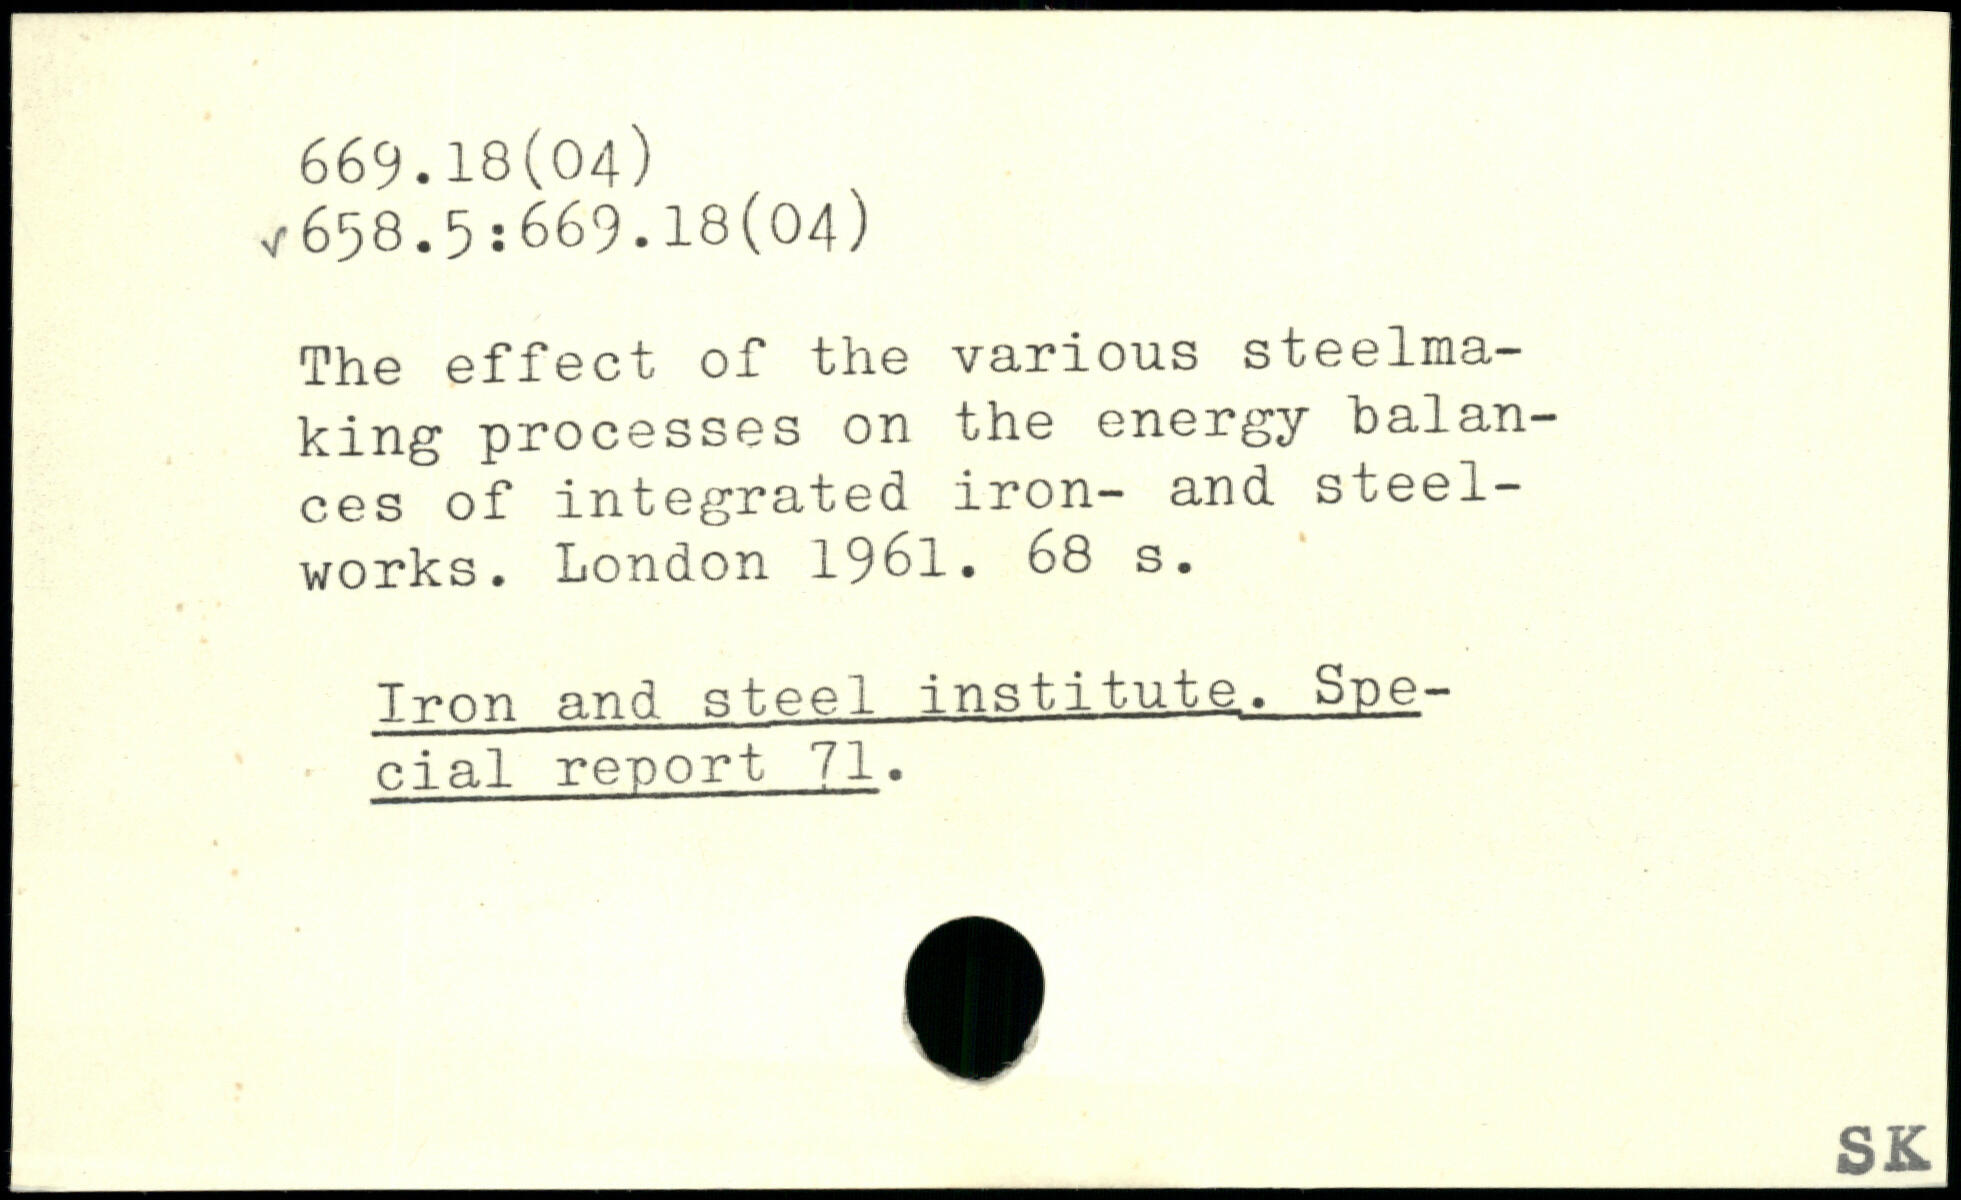 669.18(04)
✓658.5:669.18(04)
The effect of the various steelma-
king processes on the energy balan-
ces of integrated iron- and steel-
works. London 1961. 68 s.
Iron and steel institute. Spe-
cial report 71.
SK